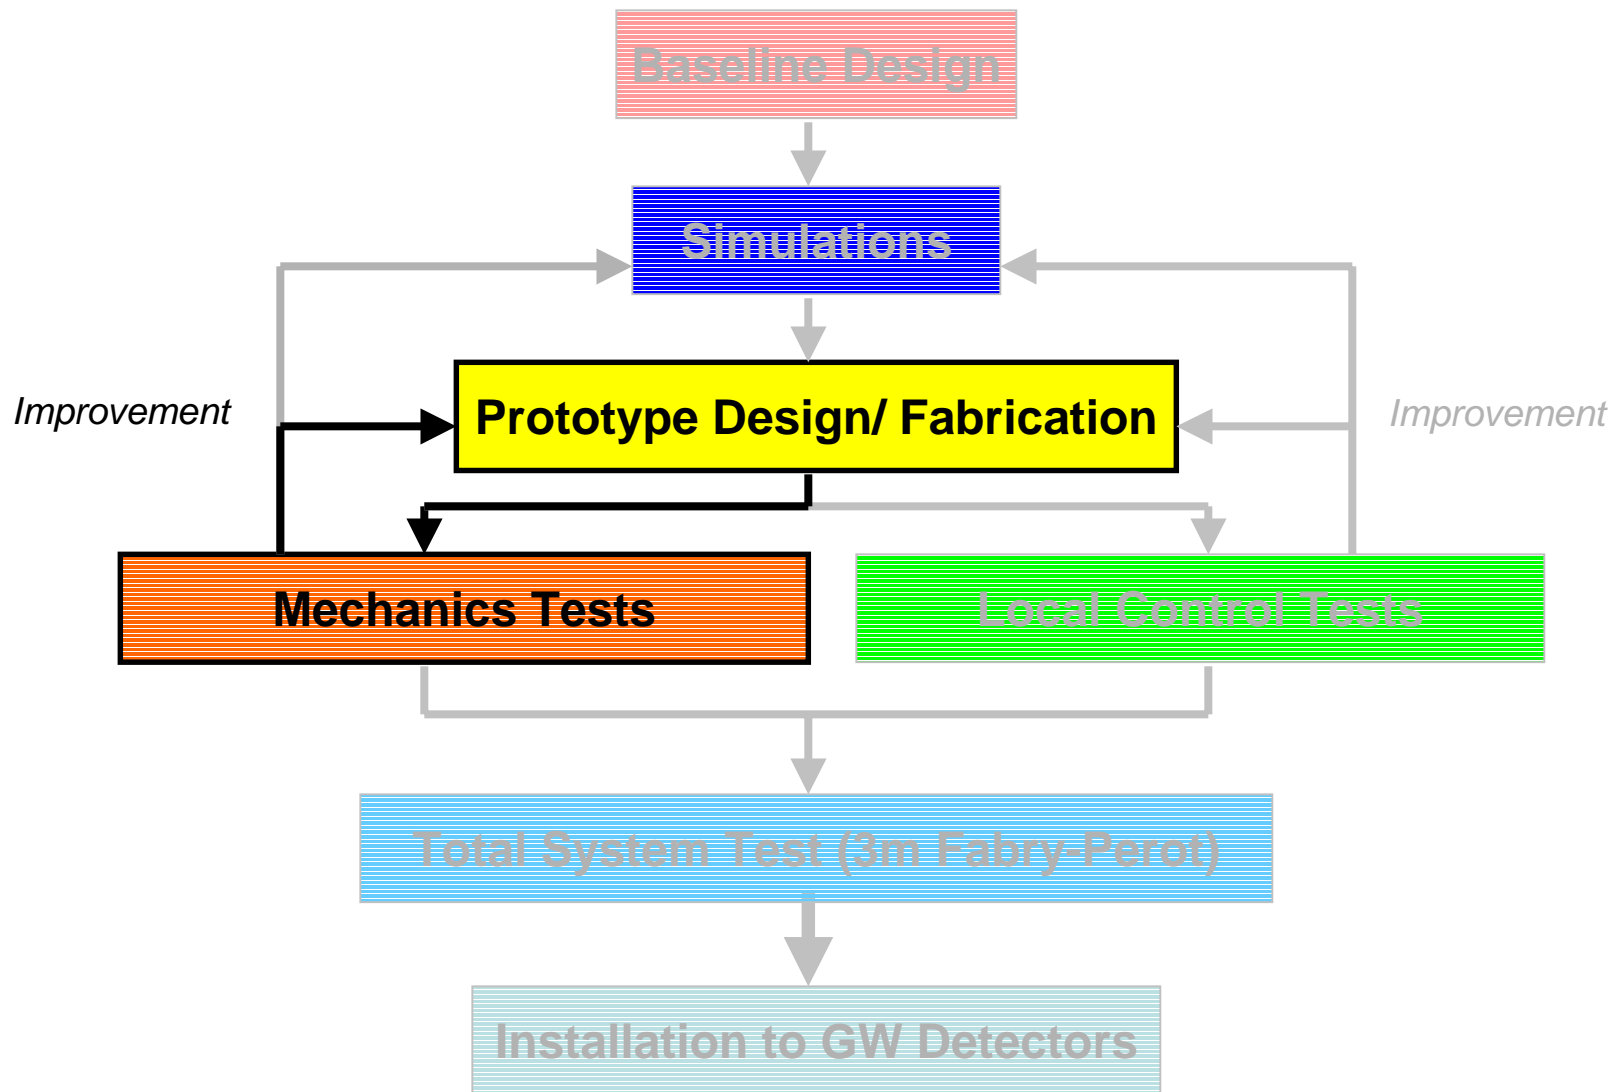 Baseline Design
Simulations
Improvement
Prototype Design/ Fabrication
Improvement
Mechanics Tests
Local Control Tests
Total System Test (3m Fabry-Perot)
Installation to GW Detectors